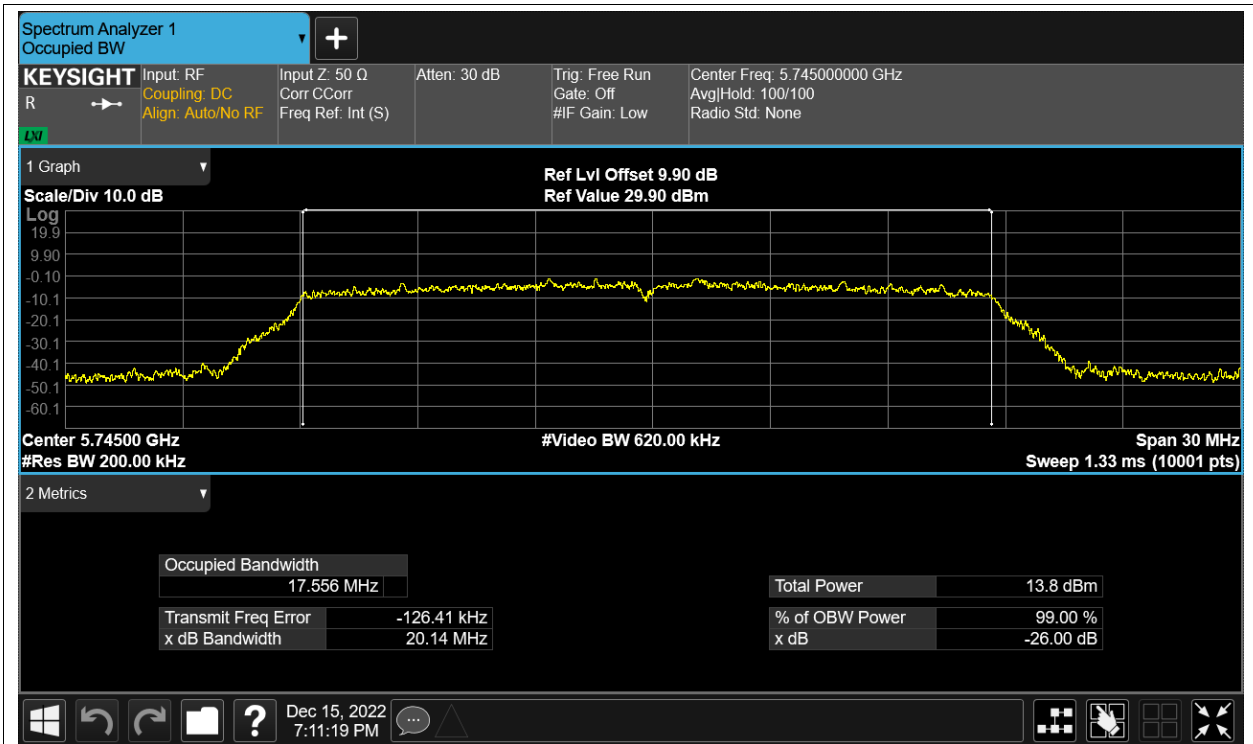 Spectrum Analyzer 1
Occupied BW
KEYSIGHT
R
LXI
Input: RF
Coupling: DC
Align: Auto/No RF
Input Z: 50 Ω
Corr CCorr
Freq Ref: Int (S)
Atten: 30 dB
Trig: Free Run
Gate: Off
#IF Gain: Low
Center Freq: 5.745000000 GHz
Avg|Hold: 100/100
Radio Std: None
1 Graph
Ref Lvl Offset 9.90 dB
Scale/Div 10.0 dB
Ref Value 29.90 dBm
Log
19.9
9.90
-0.10
-10.1
-20.1
-30.1
-40.1
-50.1
-60.1
Center 5.74500 GHz
#Video BW 620.00 kHz
Span 30 MHz
#Res BW 200.00 kHz
Sweep 1.33 ms (10001 pts)
2 Metrics
Occupied Bandwidth
17.556 MHz
Total Power 13.8 dBm
Transmit Freq Error -126.41 kHz
% of OBW Power 99.00 %
x dB Bandwidth 20.14 MHz
x dB -26.00 dB
?
Dec 15, 2022
7:11:19 PM